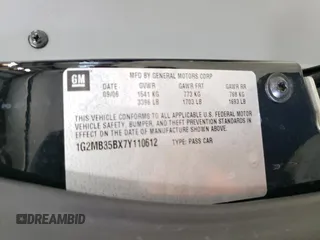 GM
MFD BY GENERAL MOTORS CORP
DATE GVWR GAWR FRT GAWR RR
09/06 1541 KG 773 KG 768 KG
3396 LB 1703 LB 1693 LB
THIS VEHICLE CONFORMS TO ALL APPLICABLE U.S. FEDERAL MOTOR
VEHICLE SAFETY, BUMPER, AND THEFT PREVENTION STANDARDS
IN EFFECT ON THE DATE OF MANUFACTURE SHOWN ABOVE.
1G2MB35BX7Y110612 TYPE: PASS CAR
DREAMBID